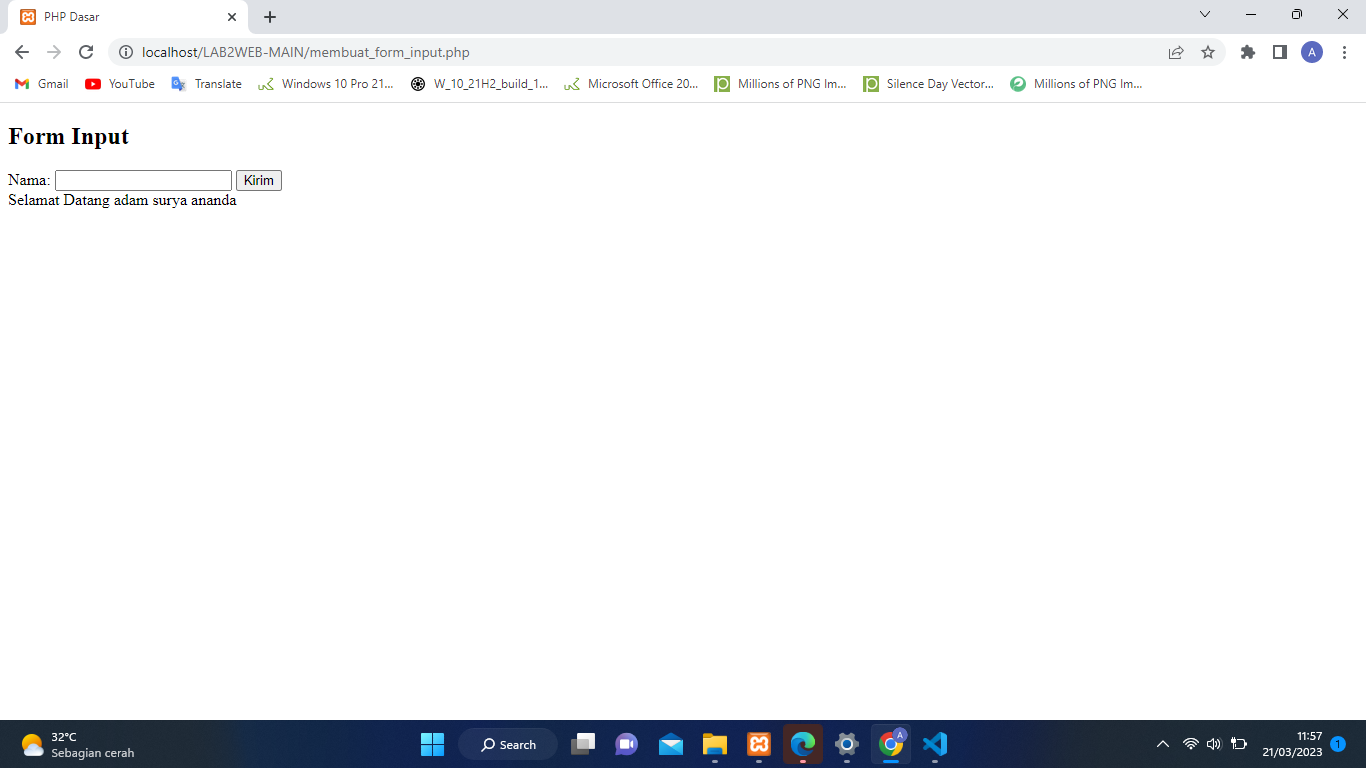 PHP Dasar
localhost/LAB2WEB-MAIN/membuat_form_input.php
A
Gmail YouTube Translate Windows 10 Pro 21... W_10_21H2_build_1... Microsoft Office 20... Millions of PNG Im... Silence Day Vector... Millions of PNG Im...
Form Input
Nama: Kirim
Selamat Datang adam surya ananda
32°C
Sebagian cerah
Search
A
11:57
21/03/2023
1